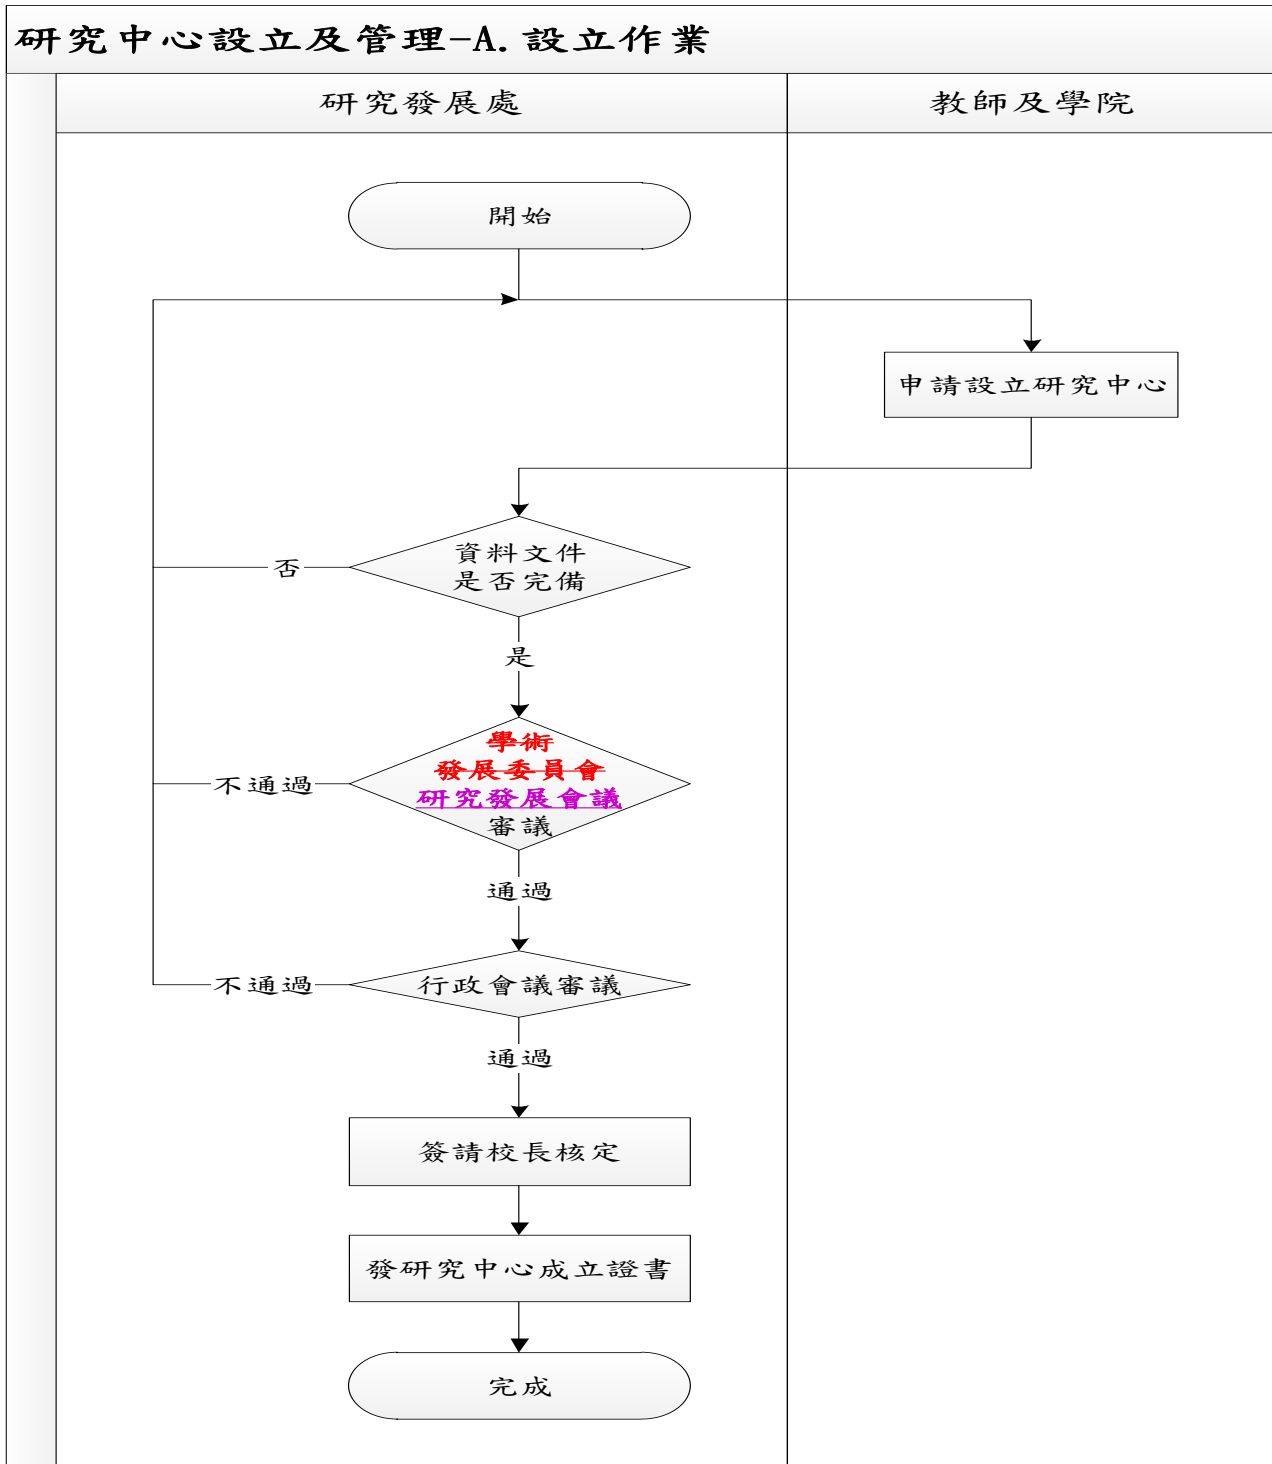 研究中心設立及管理-A.設立作業
研究發展處
教師及學院
開始
申請設立研究中心
資料文件
是否完備
否
是
學術
發展委員會
研究發展會議
審議
不通過
通過
行政會議審議
不通過
通過
簽請校長核定
發研究中心成立證書
完成